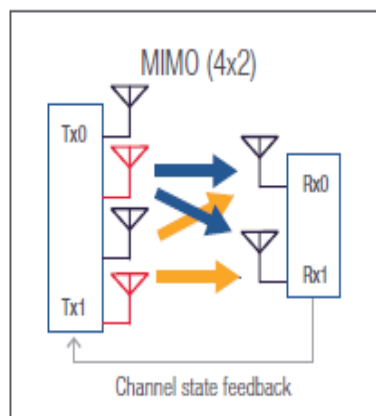 MIMO (4x2)
Tx0
Rx0
Rx1
Tx1
Channel state feedback